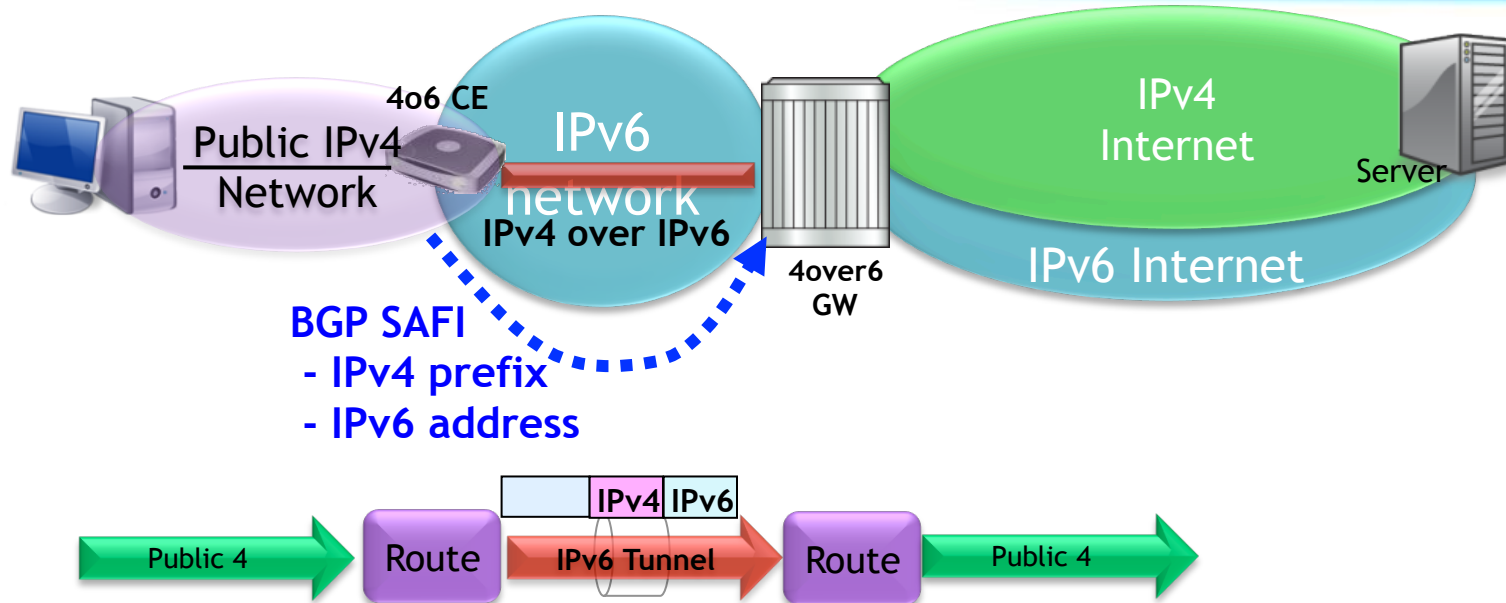 4o6 CE
Public IPv4
Network
IPv6
network
IPv4 over IPv6
4over6
GW
IPv4
Internet
Server
IPv6 Internet
BGP SAFI
- IPv4 prefix
- IPv6 address
IPv4 IPv6
Public 4
Route
IPv6 Tunnel
Route
Public 4